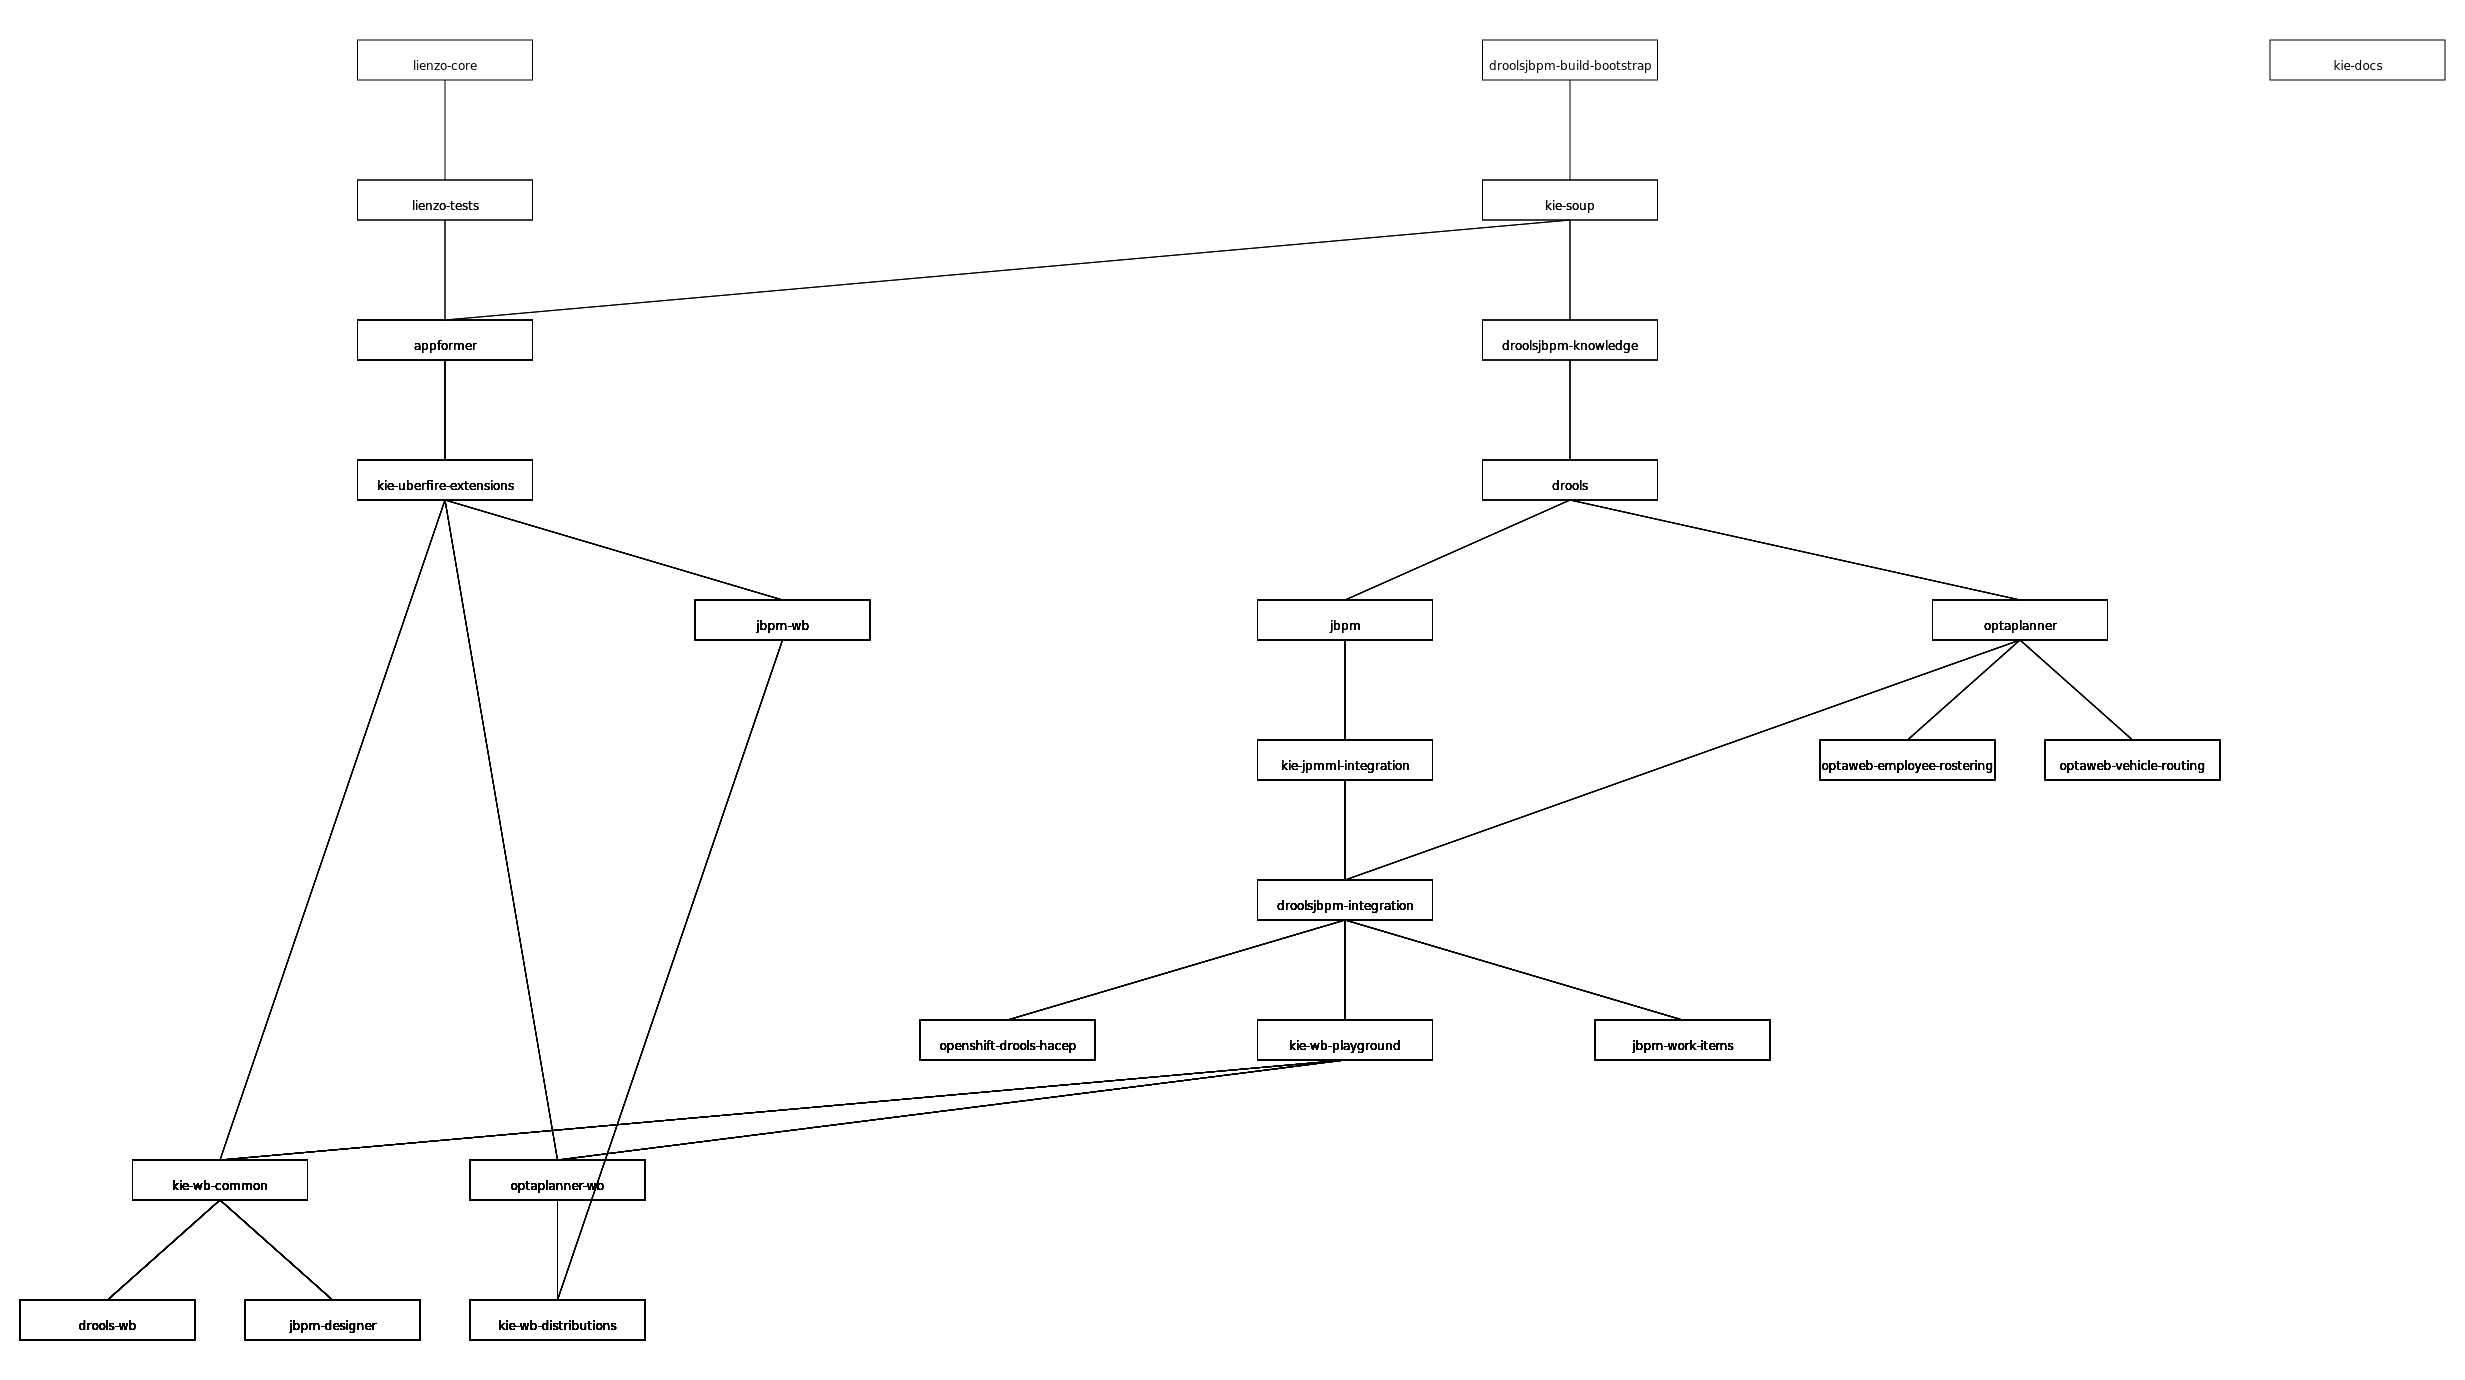 lienzo-core
droolsjbpm-build-bootstrap
kie-docs
lienzo-tests
kie-soup
appformer
droolsjbpm-knowledge
kie-uberfire-extensions
drools
jbpm-wb
jbpm
optaplanner
kie-jpmml-integration
optaweb-employee-rostering
optaweb-vehicle-routing
droolsjbpm-integration
openshift-drools-hacep
kie-wb-playground
jbpm-work-items
kie-wb-common
optaplanner-wb
drools-wb
jbpm-designer
kie-wb-distributions